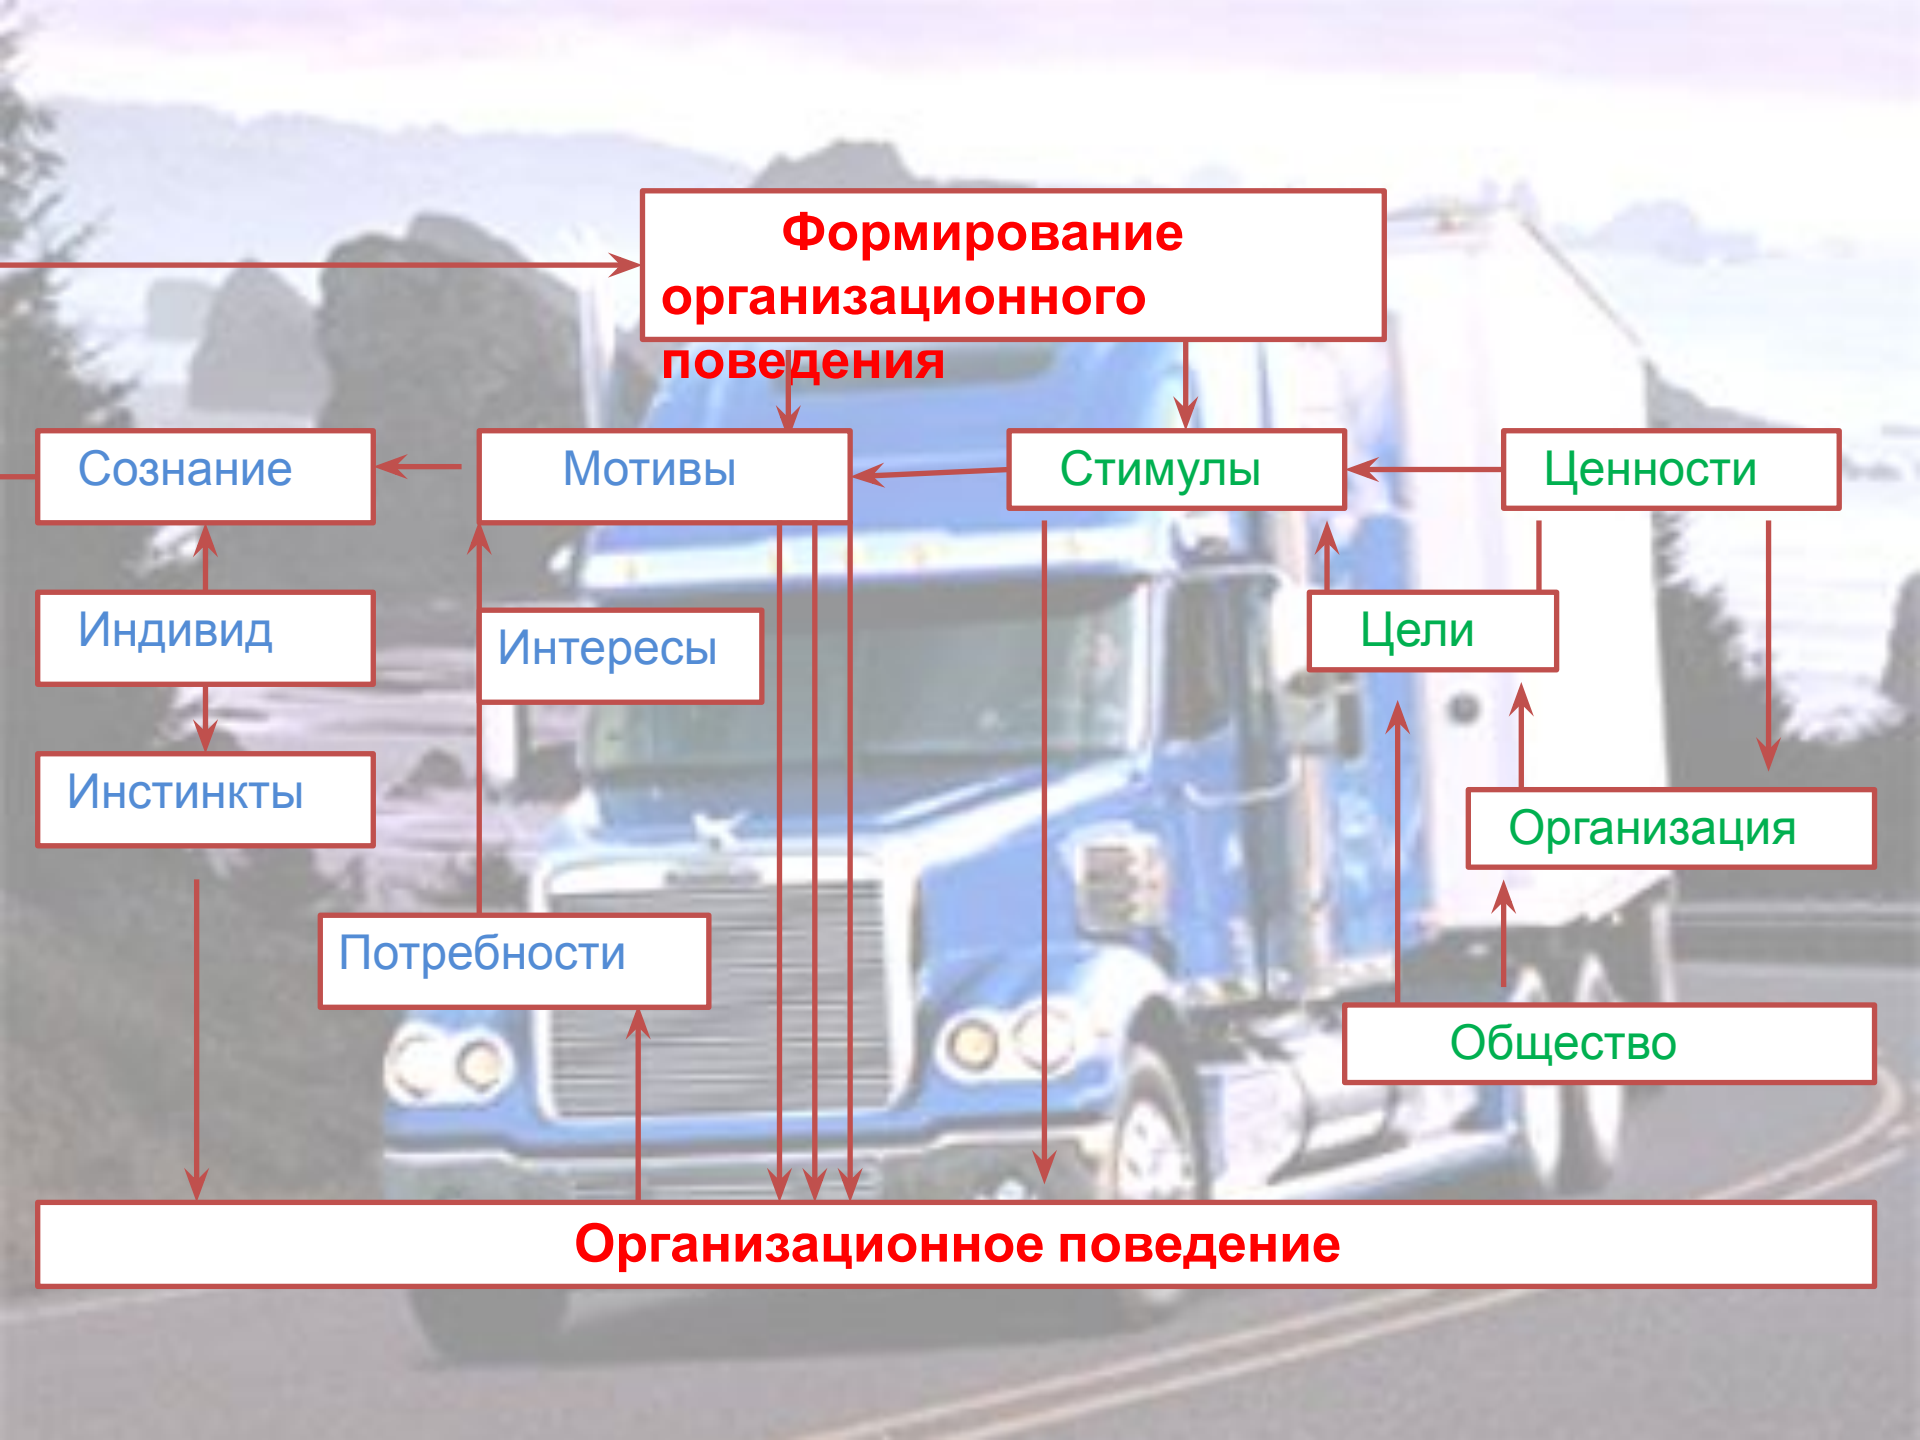 Формирование
организационного
поведения
Сознание
Мотивы
Стимулы
Ценности
Индивид
Интересы
Цели
Инстинкты
Организация
Потребности
Общество
Организационное поведение